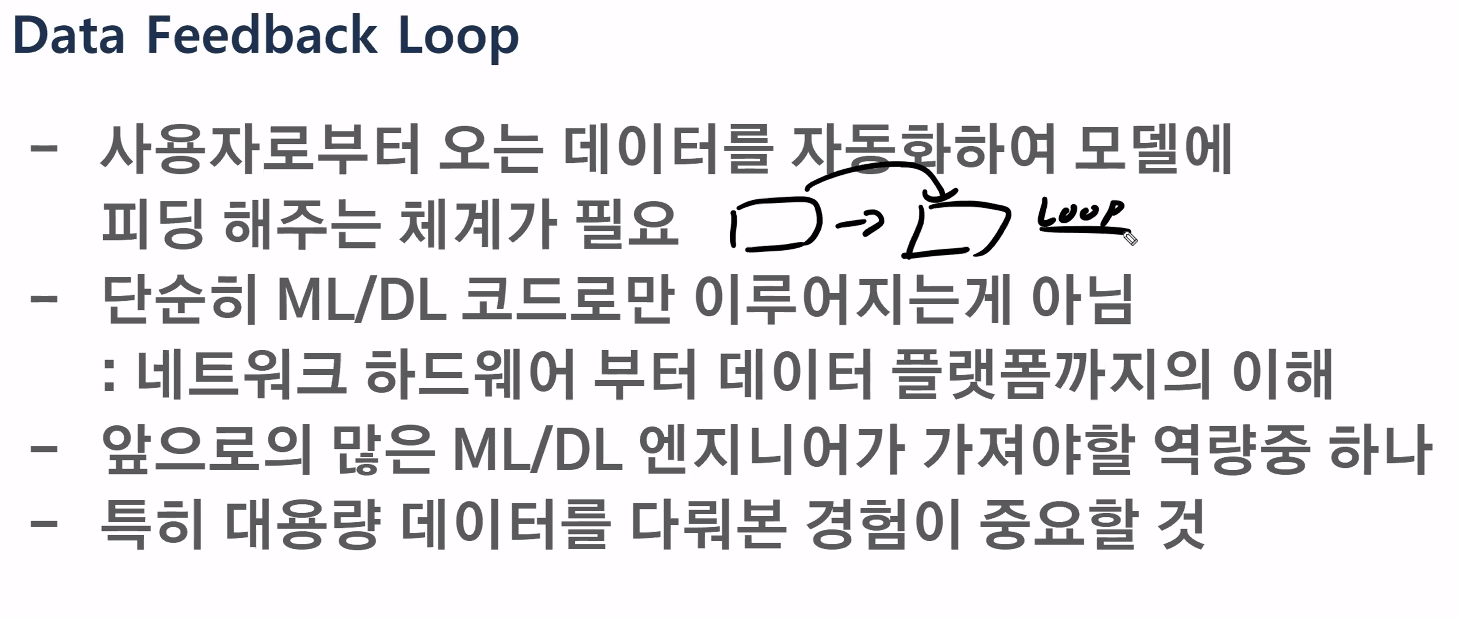 Data Feedback Loop
- 사용자로부터 오는 데이터를 자동화하여 모델에
피딩 해주는 체계가 필요 LOOP
- 단순히 ML/DL 코드로만 이루어지는게 아님
: 네트워크 하드웨어 부터 데이터 플랫폼까지의 이해
- 앞으로의 많은 ML/DL 엔지니어가 가져야할 역량중 하나
- 특히 대용량 데이터를 다뤄본 경험이 중요할 것